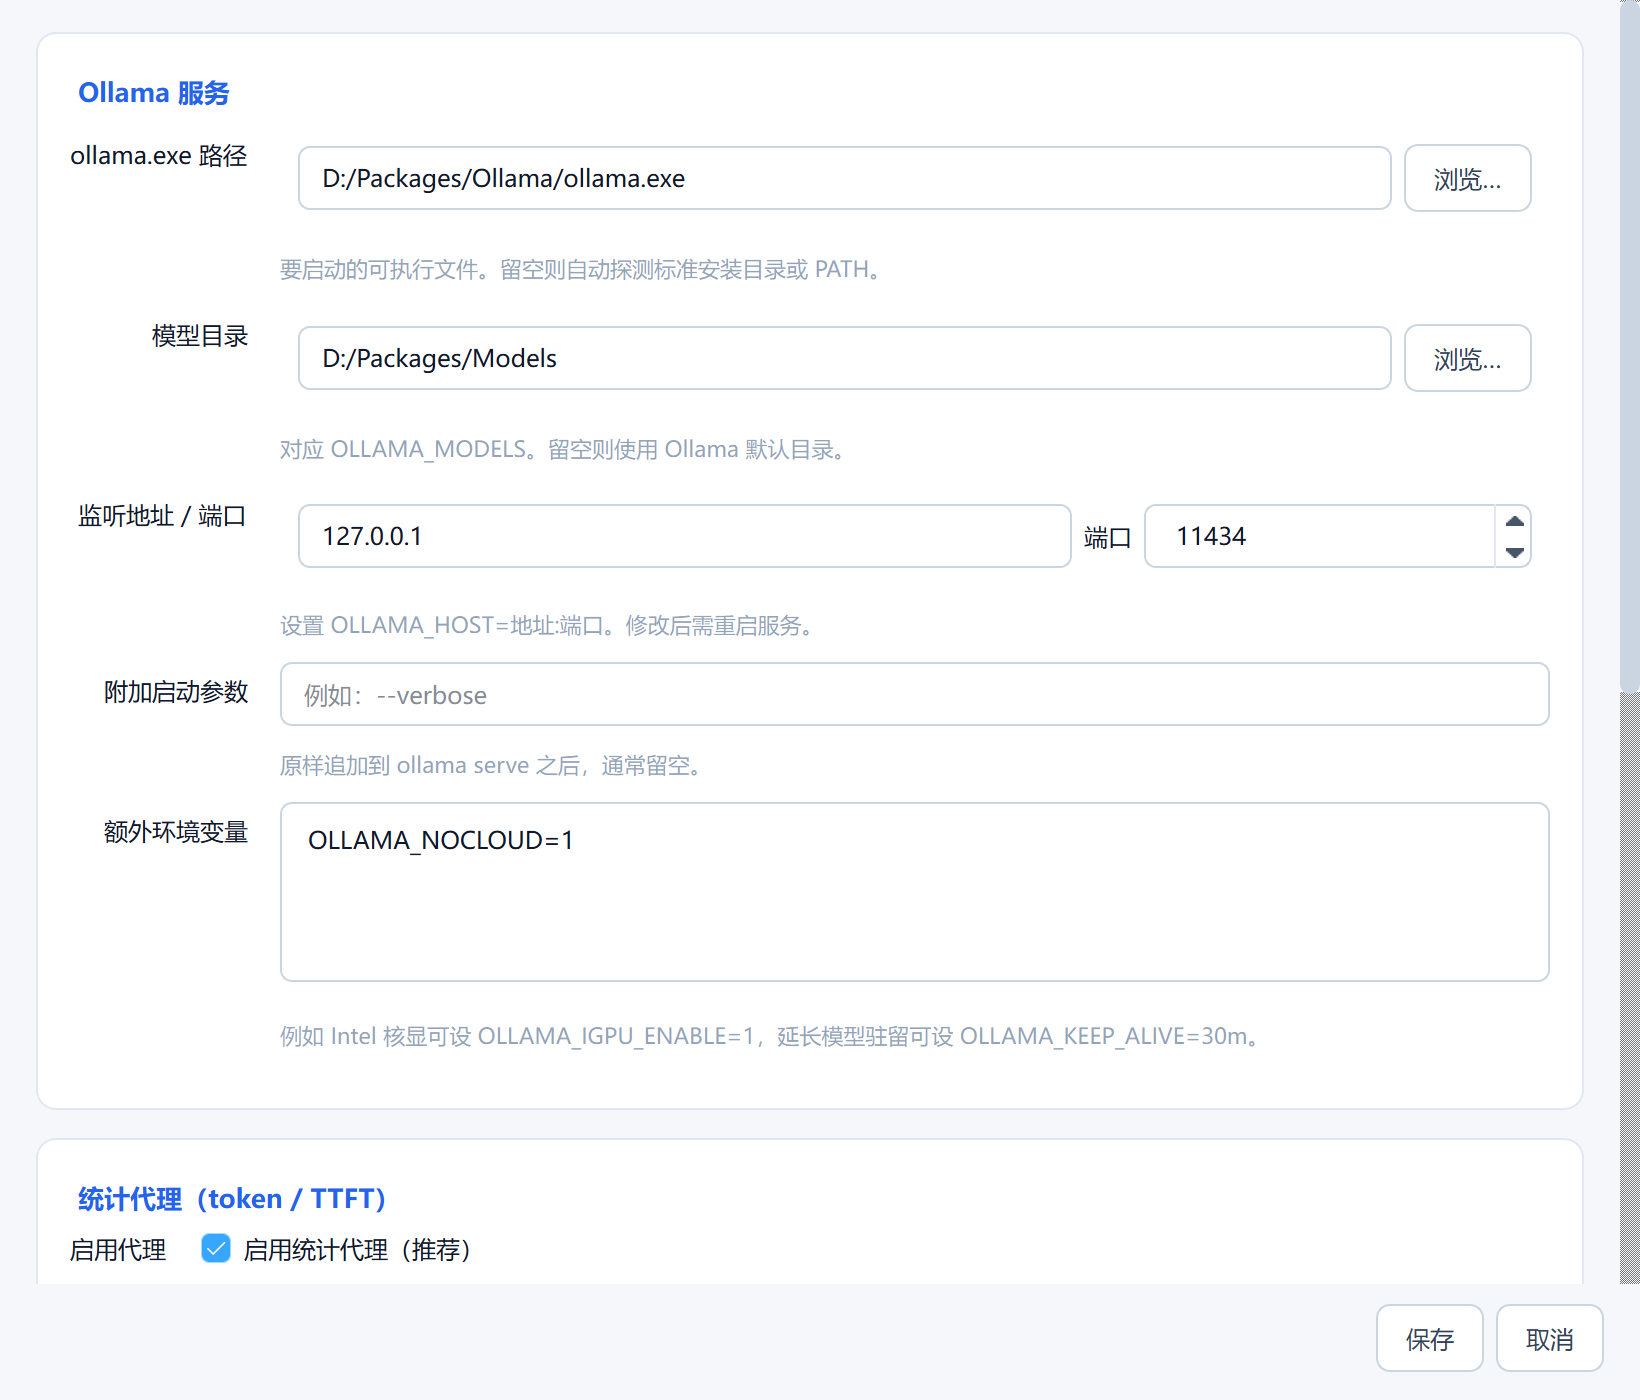 Ollama 服务
ollama.exe 路径
D:/Packages/Ollama/ollama.exe
浏览...
要启动的可执行文件。留空则自动探测标准安装目录或 PATH。
模型目录
D:/Packages/Models
浏览...
对应 OLLAMA_MODELS。留空则使用 Ollama 默认目录。
监听地址 / 端口
127.0.0.1
端口
11434
设置 OLLAMA_HOST=地址:端口。修改后需重启服务。
附加启动参数
例如：--verbose
原样追加到 ollama serve 之后，通常留空。
额外环境变量
OLLAMA_NOCLOUD=1
例如 Intel 核显可设 OLLAMA_IGPU_ENABLE=1，延长模型驻留可设 OLLAMA_KEEP_ALIVE=30m。
统计代理（token / TTFT）
启用代理
启用统计代理（推荐）
保存
取消